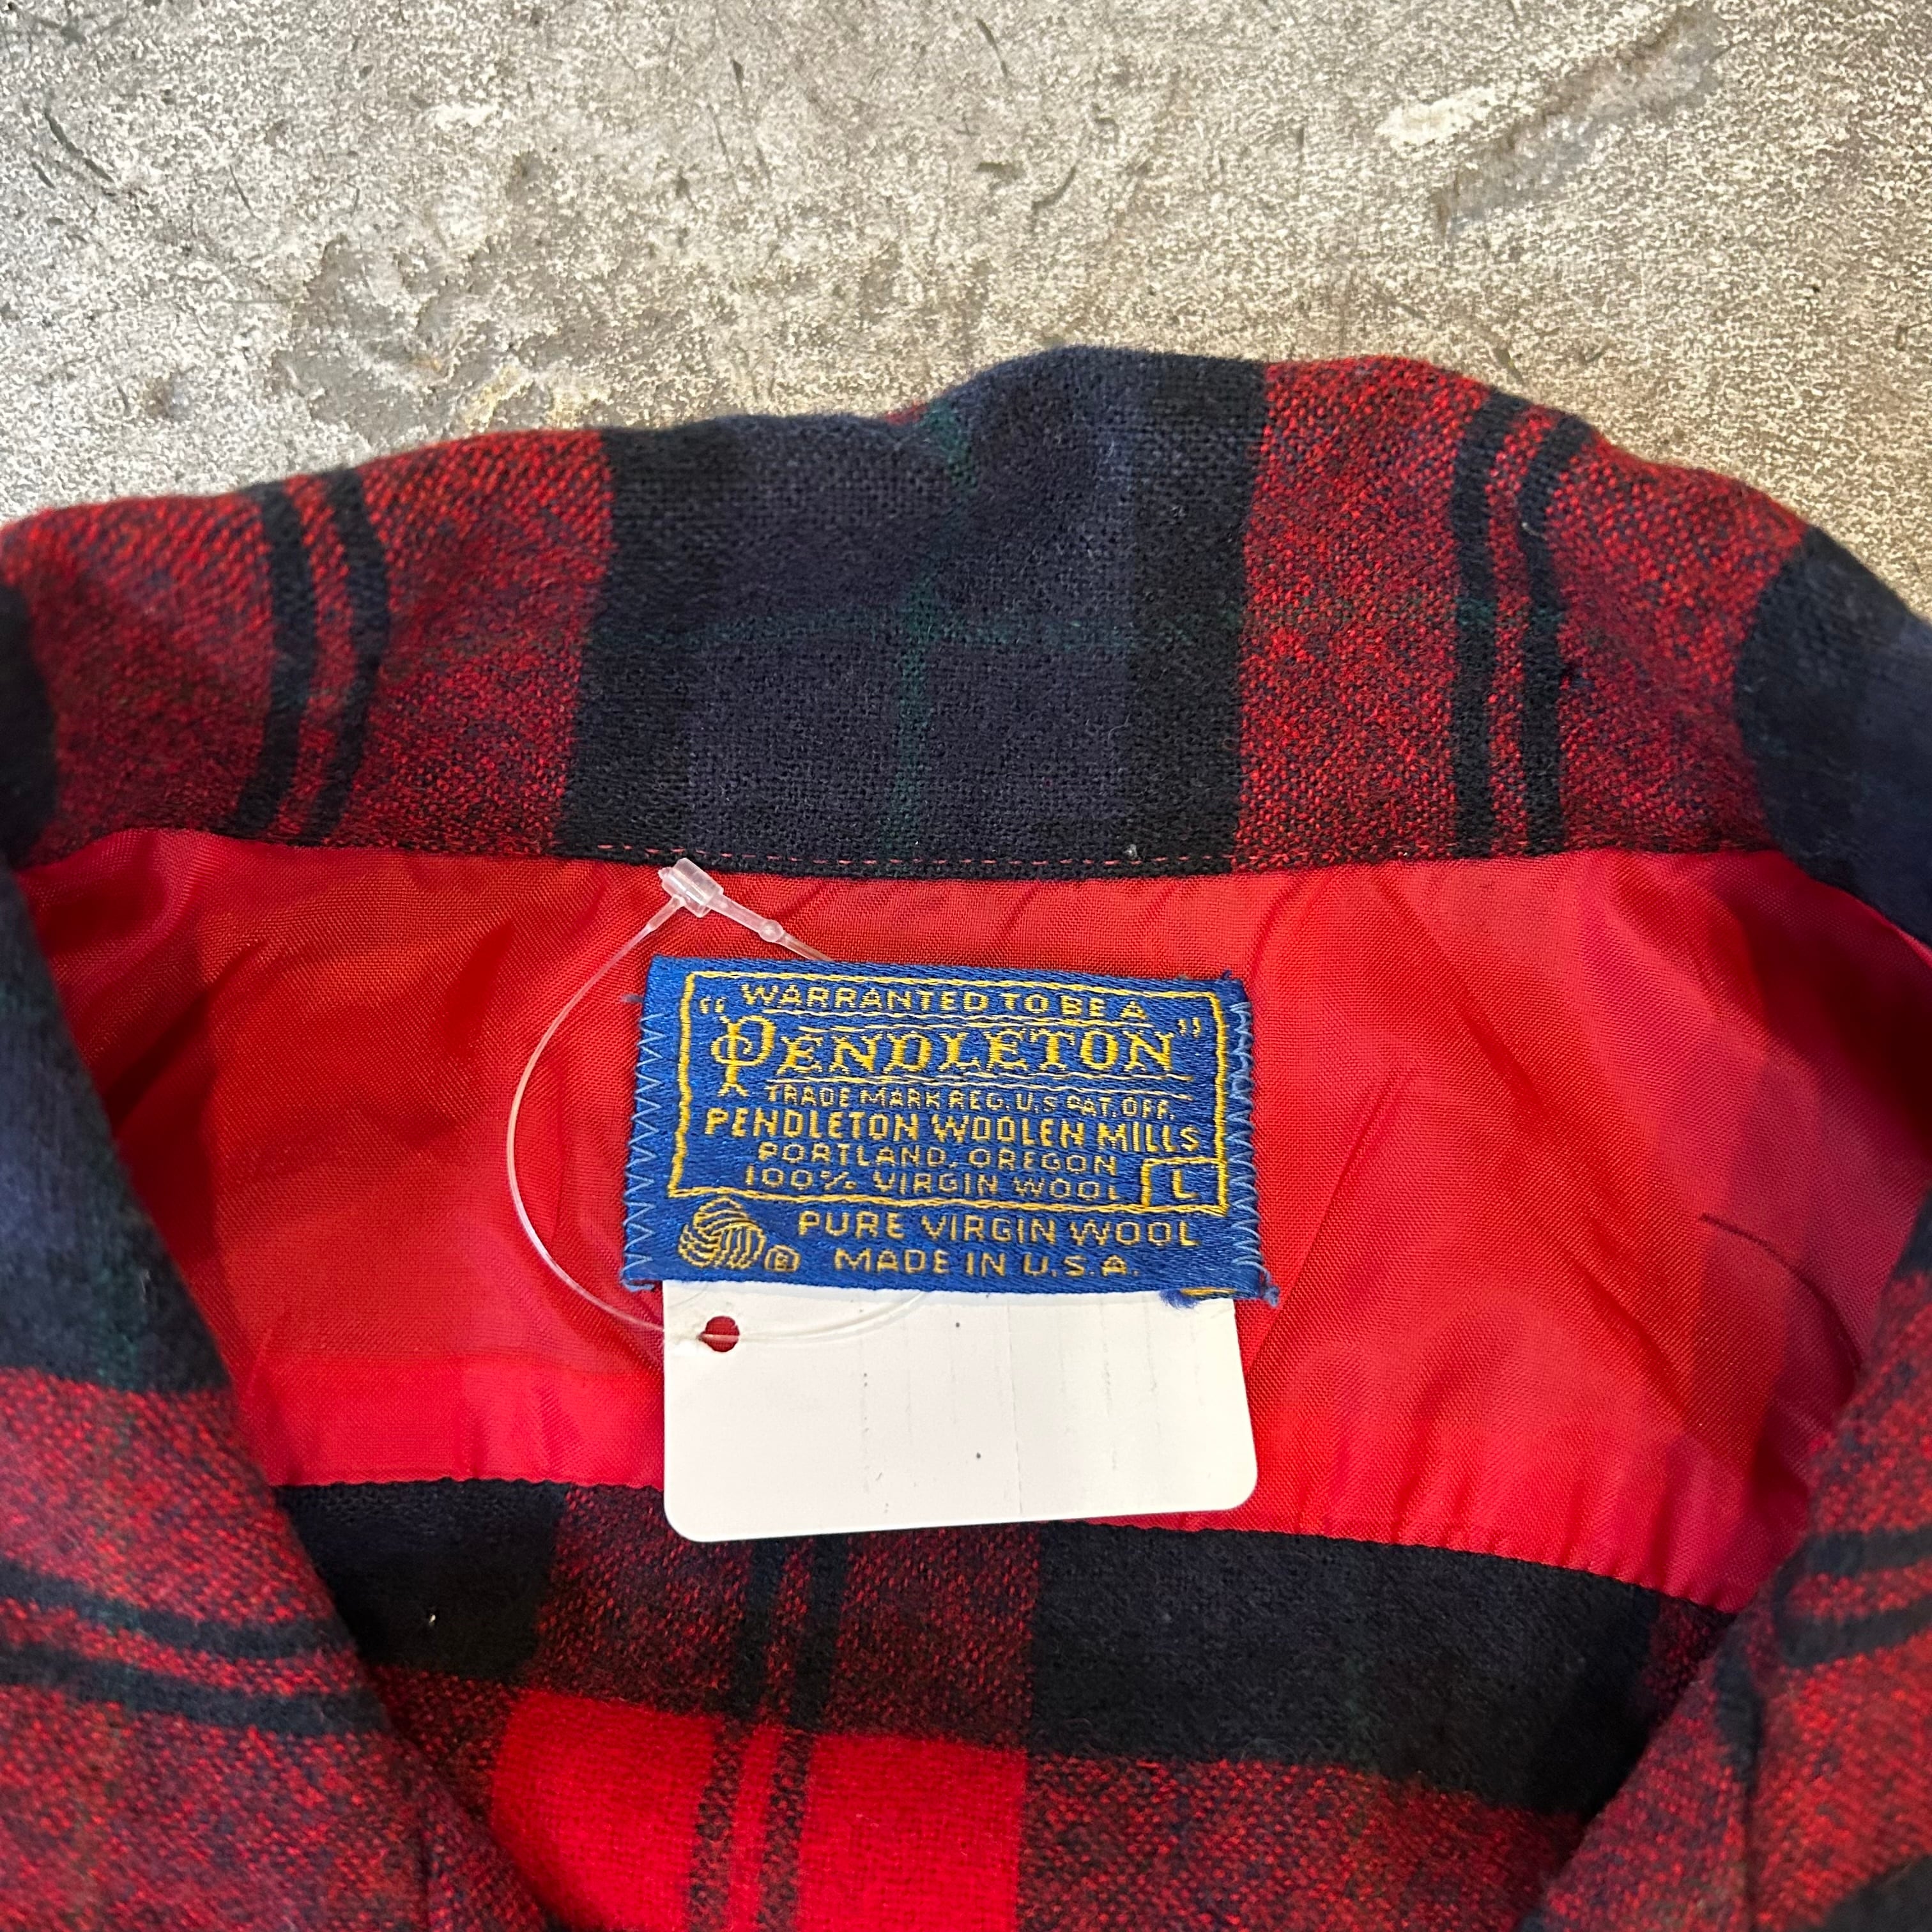 WARRANTED TO BE A
"PENDLETON"
TRADE MARK REG. U.S PAT. OFF.
PENDLETON WOOLEN MILLS
PORTLAND, OREGON
100% VIRGIN WOOL L
PURE VIRGIN WOOL
® MADE IN U.S.A.